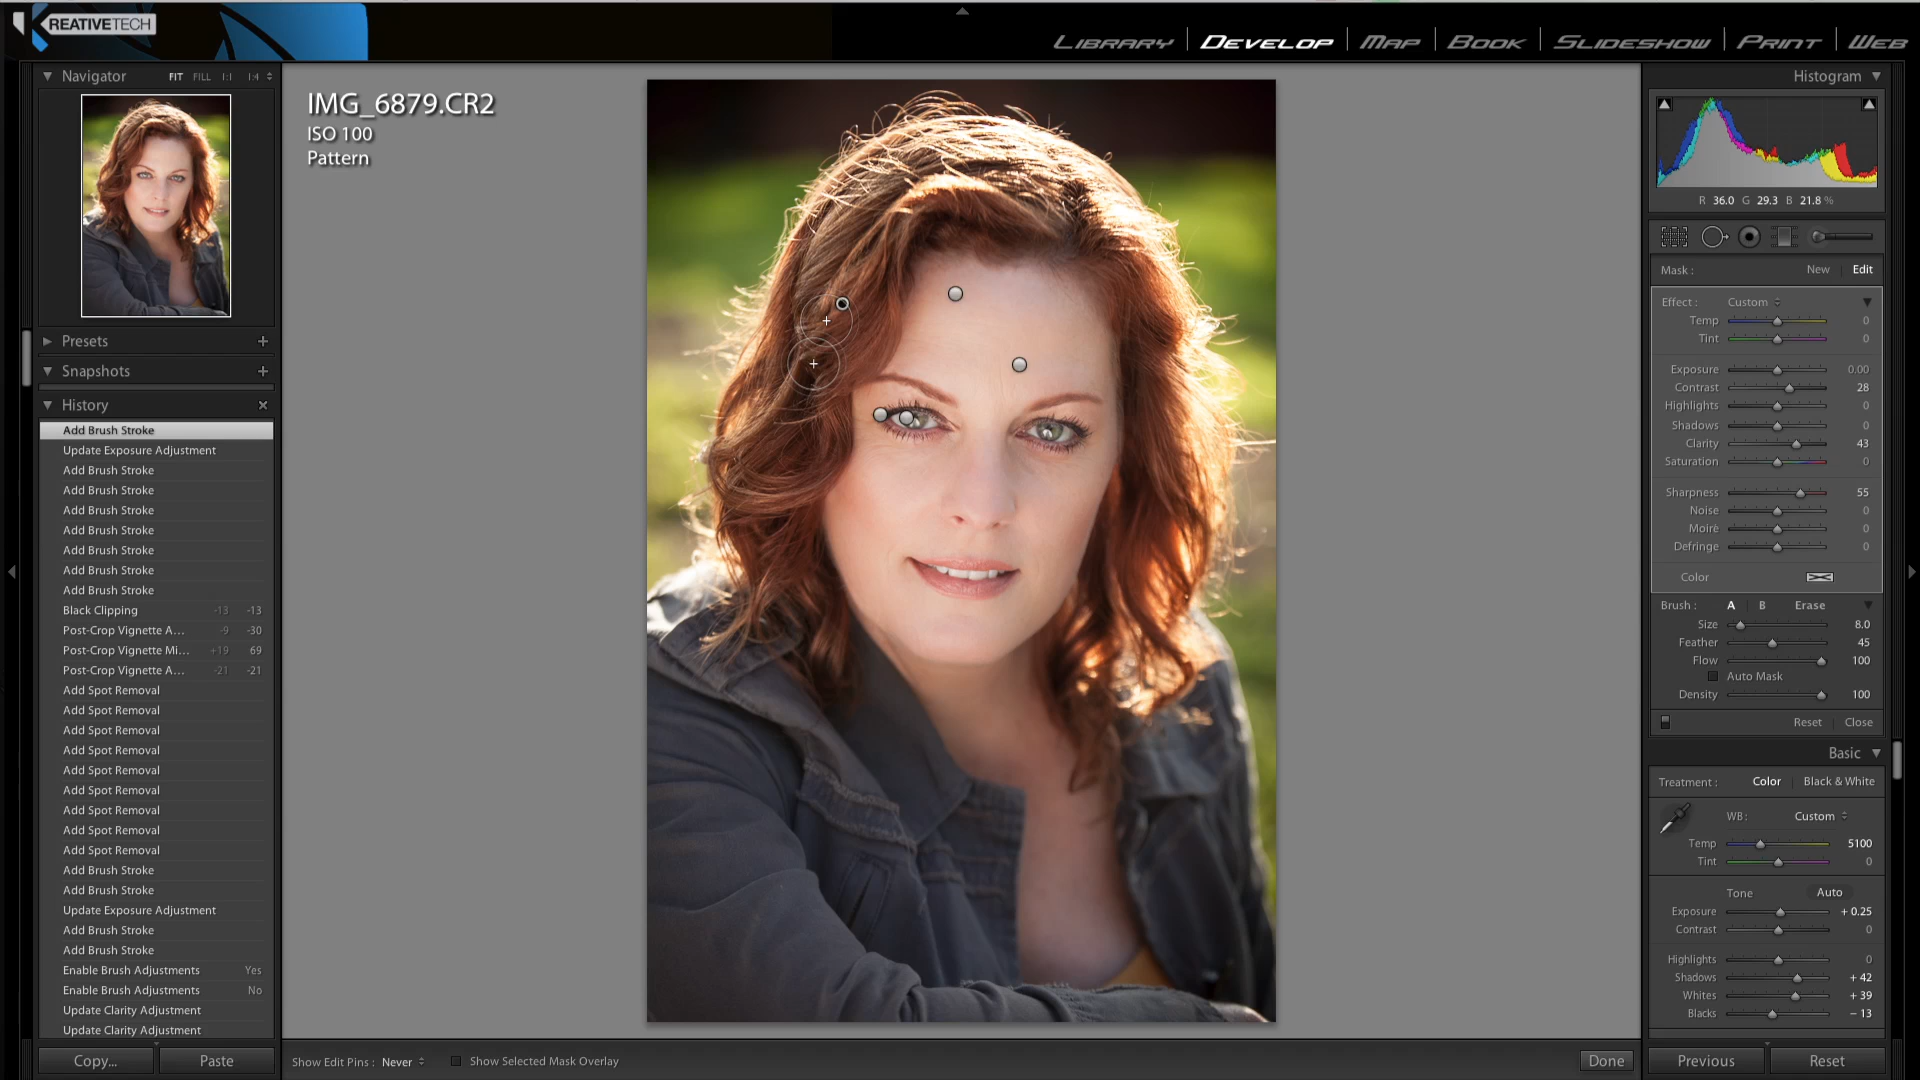 KREATIVETECH
LIBRARY
DEVELOP
MAP
BOOK
SLIDESHOW
PRINT
WEB
Navigator FIT FILL 1:1 1:4
Presets
Snapshots
History
Add Brush Stroke
Update Exposure Adjustment
Add Brush Stroke
Add Brush Stroke
Add Brush Stroke
Add Brush Stroke
Add Brush Stroke
Add Brush Stroke
Add Brush Stroke
Black Clipping -13 -13
Post-Crop Vignette A... -9 -30
Post-Crop Vignette Mi... +19 69
Post-Crop Vignette A... -21 -21
Add Spot Removal
Add Spot Removal
Add Spot Removal
Add Spot Removal
Add Spot Removal
Add Spot Removal
Add Spot Removal
Add Spot Removal
Add Spot Removal
Add Brush Stroke
Add Brush Stroke
Update Exposure Adjustment
Add Brush Stroke
Add Brush Stroke
Enable Brush Adjustments Yes
Enable Brush Adjustments No
Update Clarity Adjustment
Update Clarity Adjustment
Copy... Paste
IMG_6879.CR2
ISO 100
Pattern
Show Edit Pins : Never Show Selected Mask Overlay Done
Histogram
R 36.0 G 29.3 B 21.8 %
Mask : New Edit
Effect : Custom
Temp 0
Tint 0
Exposure 0.00
Contrast 28
Highlights 0
Shadows 0
Clarity 43
Saturation 0
Sharpness 55
Noise 0
Moiré 0
Defringe 0
Color
Brush : A B Erase
Size 8.0
Feather 45
Flow 100
Auto Mask
Density 100
Reset Close
Basic
Treatment : Color Black & White
WB : Custom
Temp 5100
Tint 0
Tone Auto
Exposure + 0.25
Contrast 0
Highlights 0
Shadows + 42
Whites + 39
Blacks − 13
Previous Reset